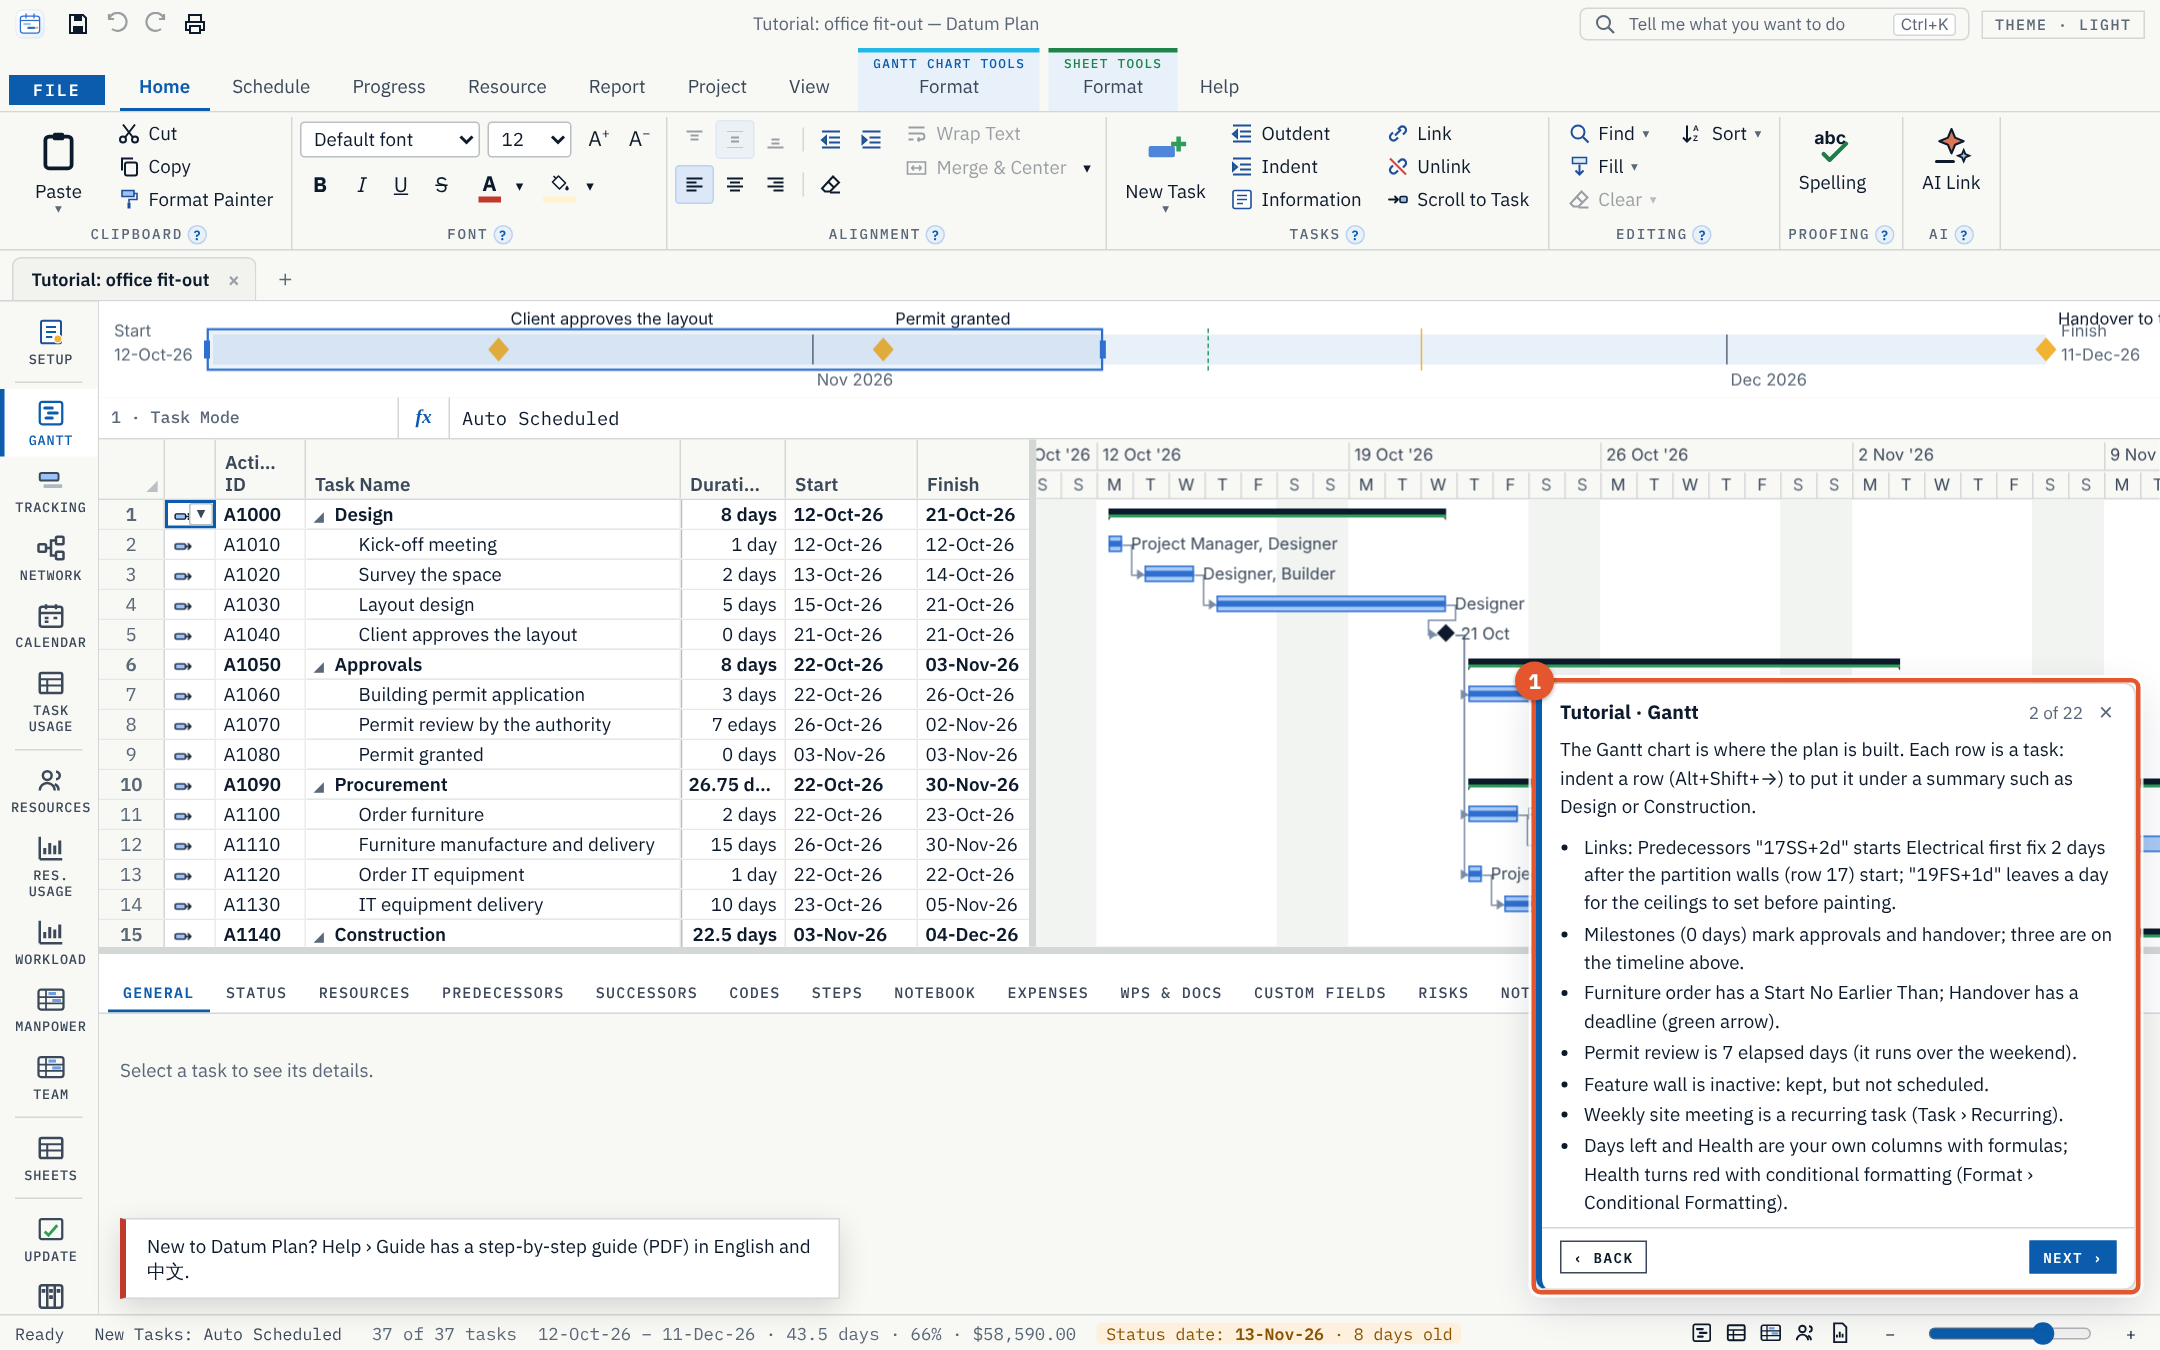 Tutorial: office fit-out — Datum Plan
Tell me what you want to do
Ctrl+K
THEME · LIGHT
GANTT CHART TOOLS
SHEET TOOLS
FILE
Home
Schedule
Progress
Resource
Report
Project
View
Format
Format
Help
Paste
Cut
Copy
Format Painter
CLIPBOARD ?
Default font
12
A+ A−
B I U S A
FONT ?
Wrap Text
Merge & Center
ALIGNMENT ?
New Task
Outdent
Indent
Information
Link
Unlink
Scroll to Task
TASKS ?
Find
Sort
Fill
Clear
EDITING ?
abc
Spelling
PROOFING ?
AI Link
AI ?
Tutorial: office fit-out ×
+
SETUP
GANTT
TRACKING
NETWORK
CALENDAR
TASK
USAGE
RESOURCES
RES.
USAGE
WORKLOAD
MANPOWER
TEAM
SHEETS
UPDATE
Start
12-Oct-26
Client approves the layout
Permit granted
Handover to
Finish
11-Dec-26
Nov 2026
Dec 2026
1 · Task Mode
fx
Auto Scheduled
Acti... ID
Task Name
Durati...
Start
Finish
Oct '26
12 Oct '26
19 Oct '26
26 Oct '26
2 Nov '26
9 Nov
S S M T W T F S S M T W T F S S M T W T F S S M T W T F S S M T
1 A1000 Design 8 days 12-Oct-26 21-Oct-26
2 A1010 Kick-off meeting 1 day 12-Oct-26 12-Oct-26
3 A1020 Survey the space 2 days 13-Oct-26 14-Oct-26
4 A1030 Layout design 5 days 15-Oct-26 21-Oct-26
5 A1040 Client approves the layout 0 days 21-Oct-26 21-Oct-26
6 A1050 Approvals 8 days 22-Oct-26 03-Nov-26
7 A1060 Building permit application 3 days 22-Oct-26 26-Oct-26
8 A1070 Permit review by the authority 7 edays 26-Oct-26 02-Nov-26
9 A1080 Permit granted 0 days 03-Nov-26 03-Nov-26
10 A1090 Procurement 26.75 d... 22-Oct-26 30-Nov-26
11 A1100 Order furniture 2 days 22-Oct-26 23-Oct-26
12 A1110 Furniture manufacture and delivery 15 days 26-Oct-26 30-Nov-26
13 A1120 Order IT equipment 1 day 22-Oct-26 22-Oct-26
14 A1130 IT equipment delivery 10 days 23-Oct-26 05-Nov-26
15 A1140 Construction 22.5 days 03-Nov-26 04-Dec-26
Project Manager, Designer
Designer, Builder
Designer
21 Oct
Proje
1
Tutorial · Gantt
2 of 22 ×
The Gantt chart is where the plan is built. Each row is a task:
indent a row (Alt+Shift+→) to put it under a summary such as
Design or Construction.
• Links: Predecessors "17SS+2d" starts Electrical first fix 2 days
after the partition walls (row 17) start; "19FS+1d" leaves a day
for the ceilings to set before painting.
• Milestones (0 days) mark approvals and handover; three are on
the timeline above.
• Furniture order has a Start No Earlier Than; Handover has a
deadline (green arrow).
• Permit review is 7 elapsed days (it runs over the weekend).
• Feature wall is inactive: kept, but not scheduled.
• Weekly site meeting is a recurring task (Task › Recurring).
• Days left and Health are your own columns with formulas;
Health turns red with conditional formatting (Format ›
Conditional Formatting).
‹ BACK
NEXT ›
GENERAL
STATUS
RESOURCES
PREDECESSORS
SUCCESSORS
CODES
STEPS
NOTEBOOK
EXPENSES
WPS & DOCS
CUSTOM FIELDS
RISKS
NOT
Select a task to see its details.
New to Datum Plan? Help › Guide has a step-by-step guide (PDF) in English and
中文.
Ready
New Tasks: Auto Scheduled
37 of 37 tasks
12-Oct-26 – 11-Dec-26 · 43.5 days · 66% · $58,590.00
Status date: 13-Nov-26 · 8 days old
− +